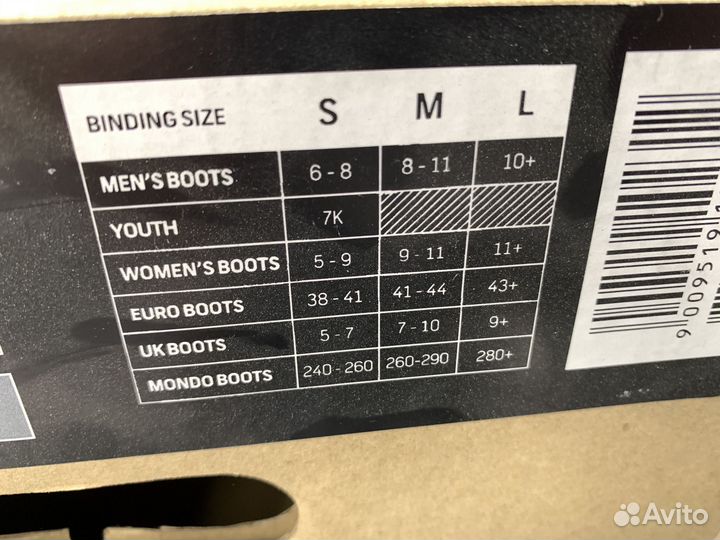 BINDING SIZE S M L
MEN'S BOOTS 6 - 8 8 - 11 10+
YOUTH 7K
WOMEN'S BOOTS 5 - 9 9 - 11 11+
EURO BOOTS 38 - 41 41 - 44 43+
UK BOOTS 5 - 7 7 - 10 9+
MONDO BOOTS 240 - 260 260-290 280+
9 009519
Avito